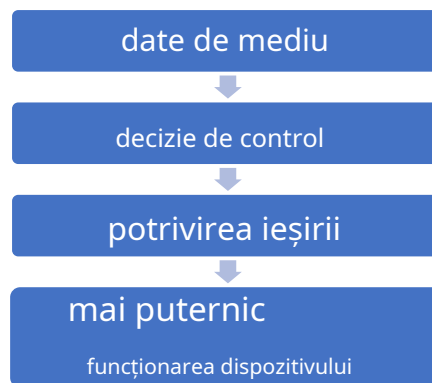 date de mediu
decizie de control
potrivirea ieșirii
mai puternic
funcționarea dispozitivului